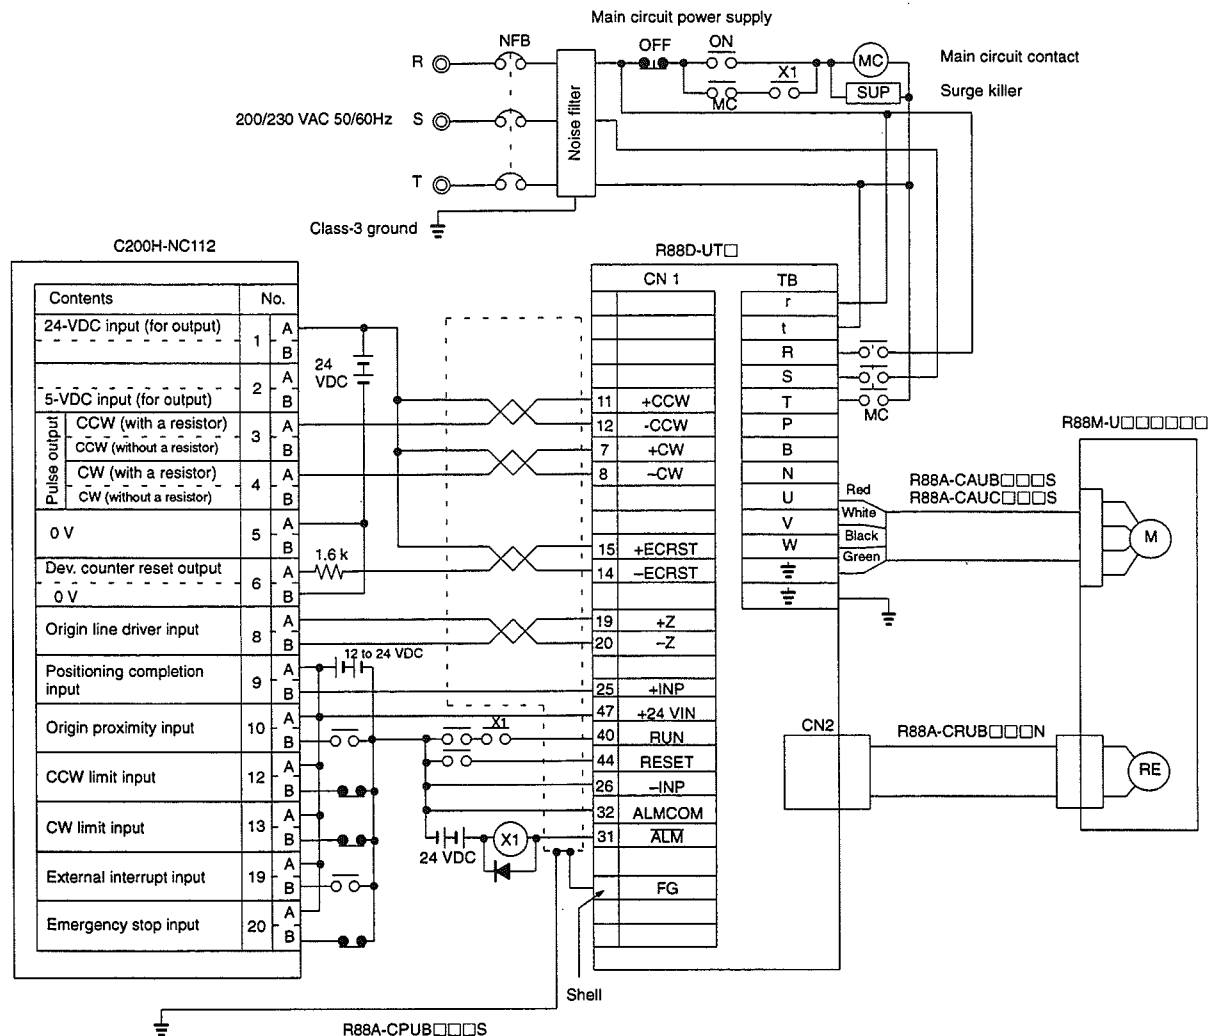 Main circuit power supply
NFB
OFF
ON
R
MC
Main circuit contact
X1
MC
SUP
Surge killer
Noise filter
200/230 VAC 50/60Hz
S
T
Class-3 ground
C200H-NC112
R88D-UT□
Contents
No.
24-VDC input (for output)
1
A
B
2
A
5-VDC input (for output)
B
Pulse output
CCW (with a resistor)
3
A
CCW (without a resistor)
B
CW (with a resistor)
4
A
CW (without a resistor)
B
0 V
5
A
B
Dev. counter reset output
6
A
0 V
B
Origin line driver input
8
A
B
Positioning completion
input
9
A
B
Origin proximity input
10
A
B
CCW limit input
12
A
B
CW limit input
13
A
B
External interrupt input
19
A
B
Emergency stop input
20
A
B
24
VDC
1.6 k
12 to 24 VDC
X1
24 VDC
X1
CN 1
11 +CCW
12 -CCW
7 +CW
8 –CW
15 +ECRST
14 –ECRST
19 +Z
20 –Z
25 +INP
47 +24 VIN
40 RUN
44 RESET
26 –INP
32 ALMCOM
31 ALM
FG
Shell
TB
r
t
R
S
T
P
B
N
U
V
W
MC
Red
White
Black
Green
R88A-CAUB□□□S
R88A-CAUC□□□S
R88M-U□□□□□□
M
CN2
R88A-CRUB□□□N
RE
R88A-CPUB□□□S